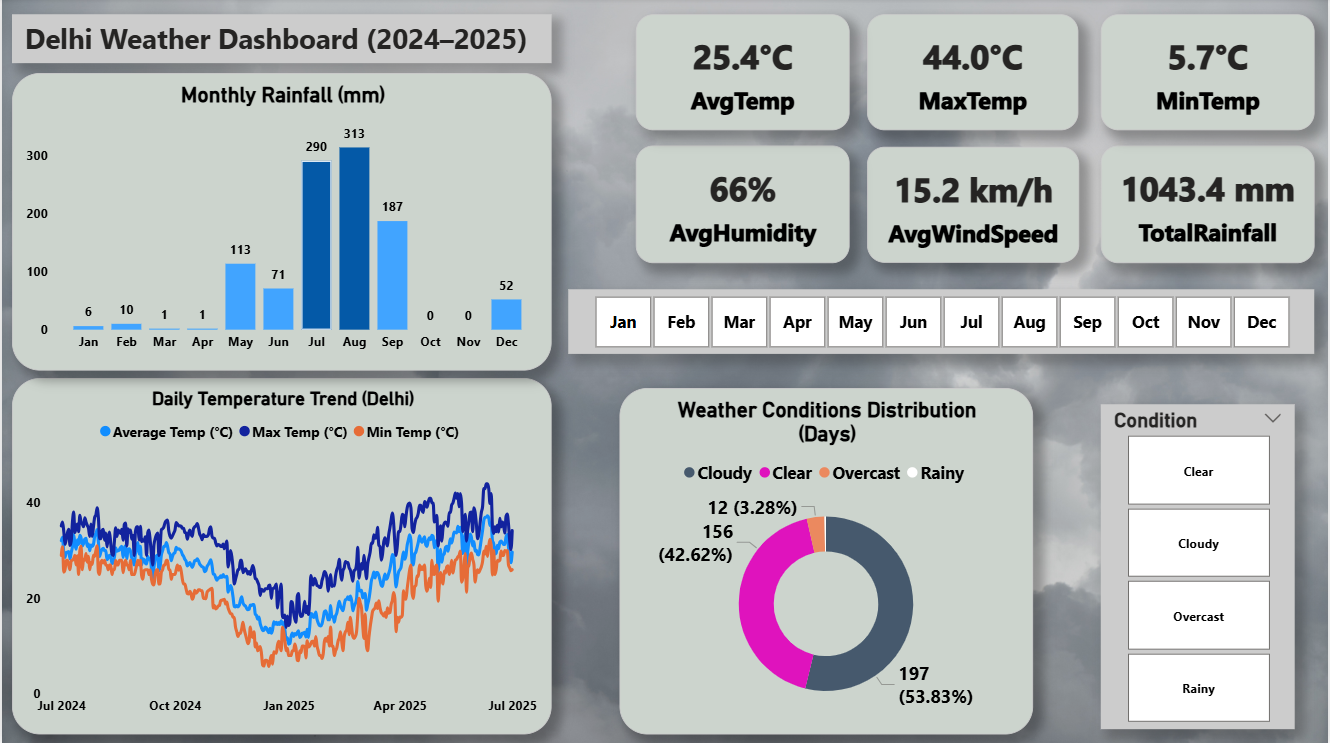 Delhi Weather Dashboard (2024–2025)
25.4°C
AvgTemp
44.0°C
MaxTemp
5.7°C
MinTemp
66%
AvgHumidity
15.2 km/h
AvgWindSpeed
1043.4 mm
TotalRainfall
Monthly Rainfall (mm)
300
200
100
0
6
10
1
1
113
71
290
313
187
0
0
52
Jan Feb Mar Apr May Jun Jul Aug Sep Oct Nov Dec
Jan Feb Mar Apr May Jun Jul Aug Sep Oct Nov Dec
Daily Temperature Trend (Delhi)
Average Temp (°C) Max Temp (°C) Min Temp (°C)
40
20
0
Jul 2024 Oct 2024 Jan 2025 Apr 2025 Jul 2025
Weather Conditions Distribution
(Days)
Cloudy Clear Overcast Rainy
12 (3.28%)
156
(42.62%)
197
(53.83%)
Condition
Clear
Cloudy
Overcast
Rainy